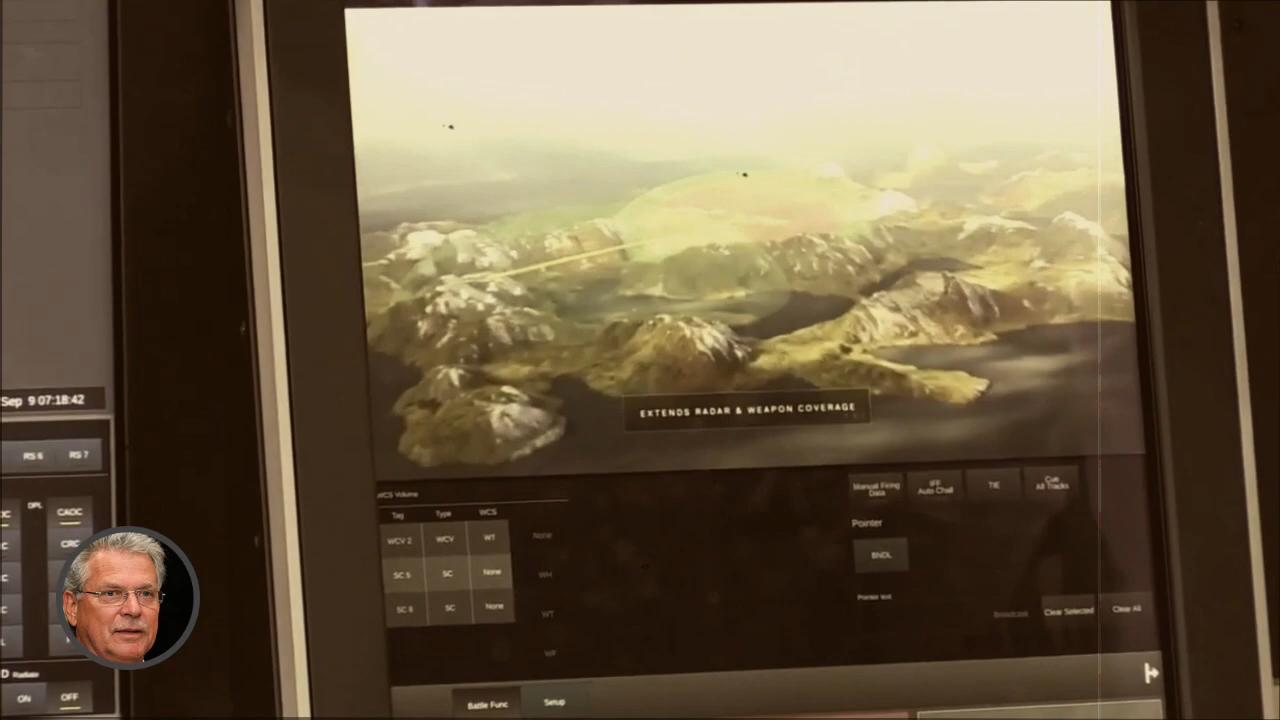 EXTENDS RADAR & WEAPON COVERAGE
Sep 9 07:18:42
RS 6 RS 7
DPL CAOC
CRC
Radiate
ON OFF
WCS Volume
Tag Type WCS
WCV 2 WCV WT
SC 5 SC None
SC 8 SC None
None
WH
WT
WF
Manual Firing Data
IFF Auto Chall
TIE
Cue All Tracks
Pointer
BNDL
Pointer text
Broadcast Clear Selected Clear All
Battle Func Setup